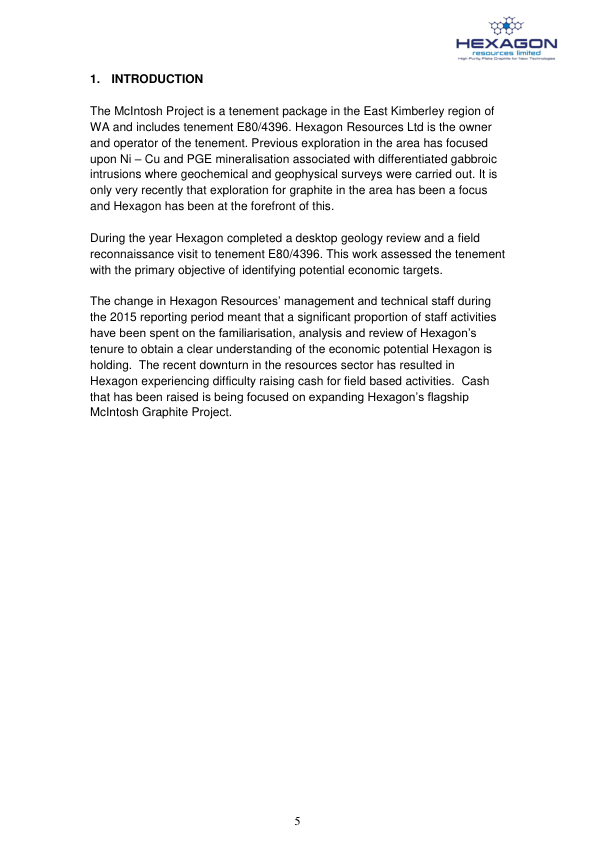 HEXAGON
resources limited
High Purity Flake Graphite for New Technologies
1. INTRODUCTION
The McIntosh Project is a tenement package in the East Kimberley region of
WA and includes tenement E80/4396. Hexagon Resources Ltd is the owner
and operator of the tenement. Previous exploration in the area has focused
upon Ni – Cu and PGE mineralisation associated with differentiated gabbroic
intrusions where geochemical and geophysical surveys were carried out. It is
only very recently that exploration for graphite in the area has been a focus
and Hexagon has been at the forefront of this.
During the year Hexagon completed a desktop geology review and a field
reconnaissance visit to tenement E80/4396. This work assessed the tenement
with the primary objective of identifying potential economic targets.
The change in Hexagon Resources' management and technical staff during
the 2015 reporting period meant that a significant proportion of staff activities
have been spent on the familiarisation, analysis and review of Hexagon's
tenure to obtain a clear understanding of the economic potential Hexagon is
holding.  The recent downturn in the resources sector has resulted in
Hexagon experiencing difficulty raising cash for field based activities.  Cash
that has been raised is being focused on expanding Hexagon's flagship
McIntosh Graphite Project.
5